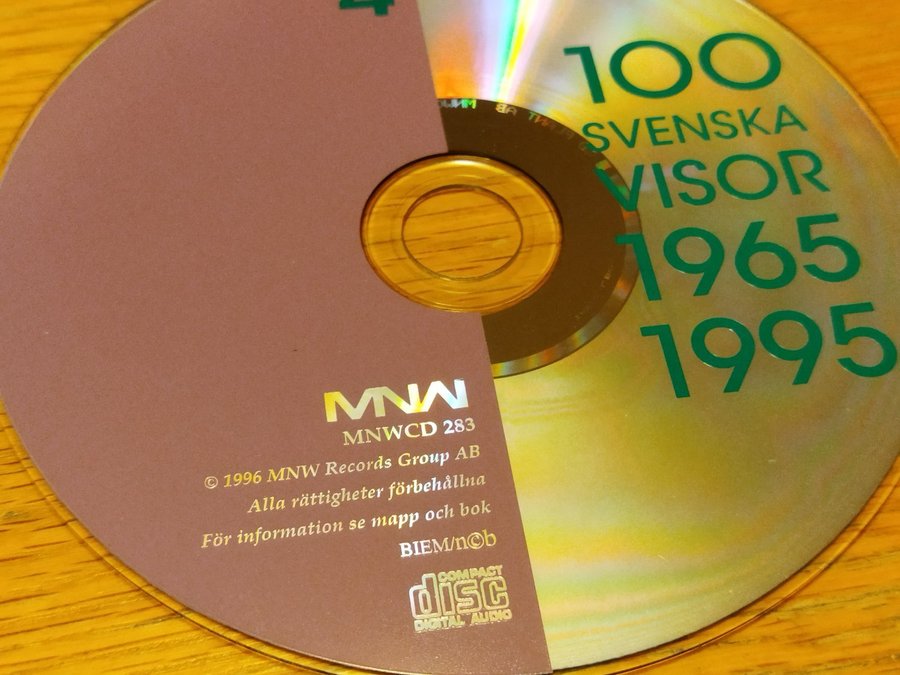 4
100
SVENSKA
VISOR
1965
1995
MNW
MNWCD 283
© 1996 MNW Records Group AB
Alla rättigheter förbehållna
För information se mapp och bok
BIEM/n©b
COMPACT
disc
DIGITAL AUDIO